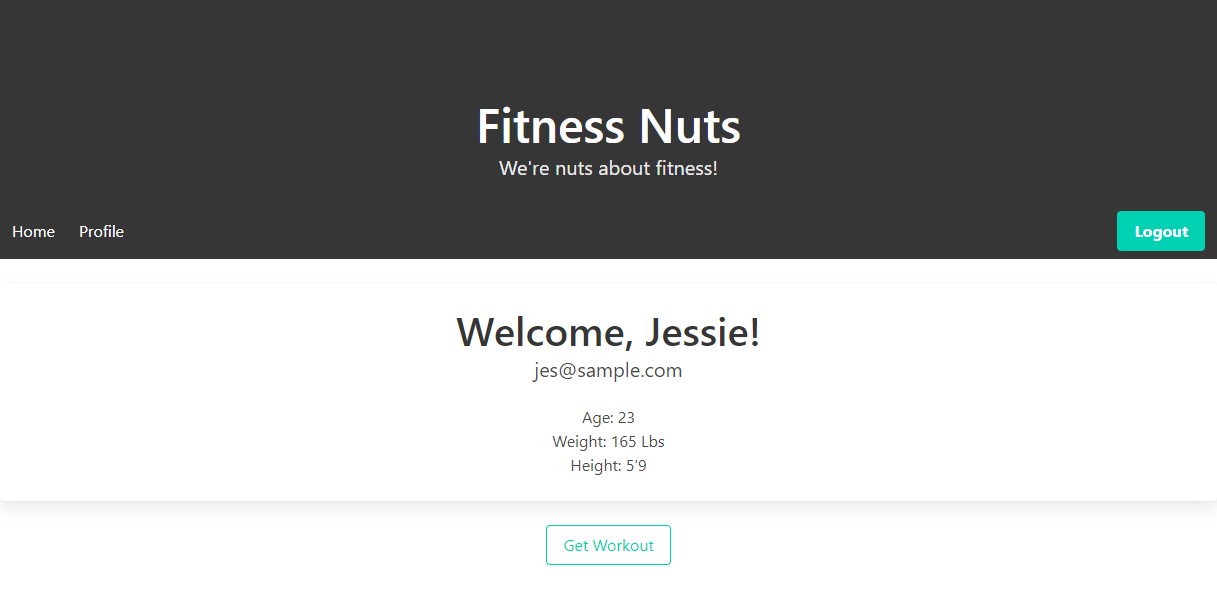 Fitness Nuts
We're nuts about fitness!
Home Profile Logout
Welcome, Jessie!
jes@sample.com
Age: 23
Weight: 165 Lbs
Height: 5'9
Get Workout